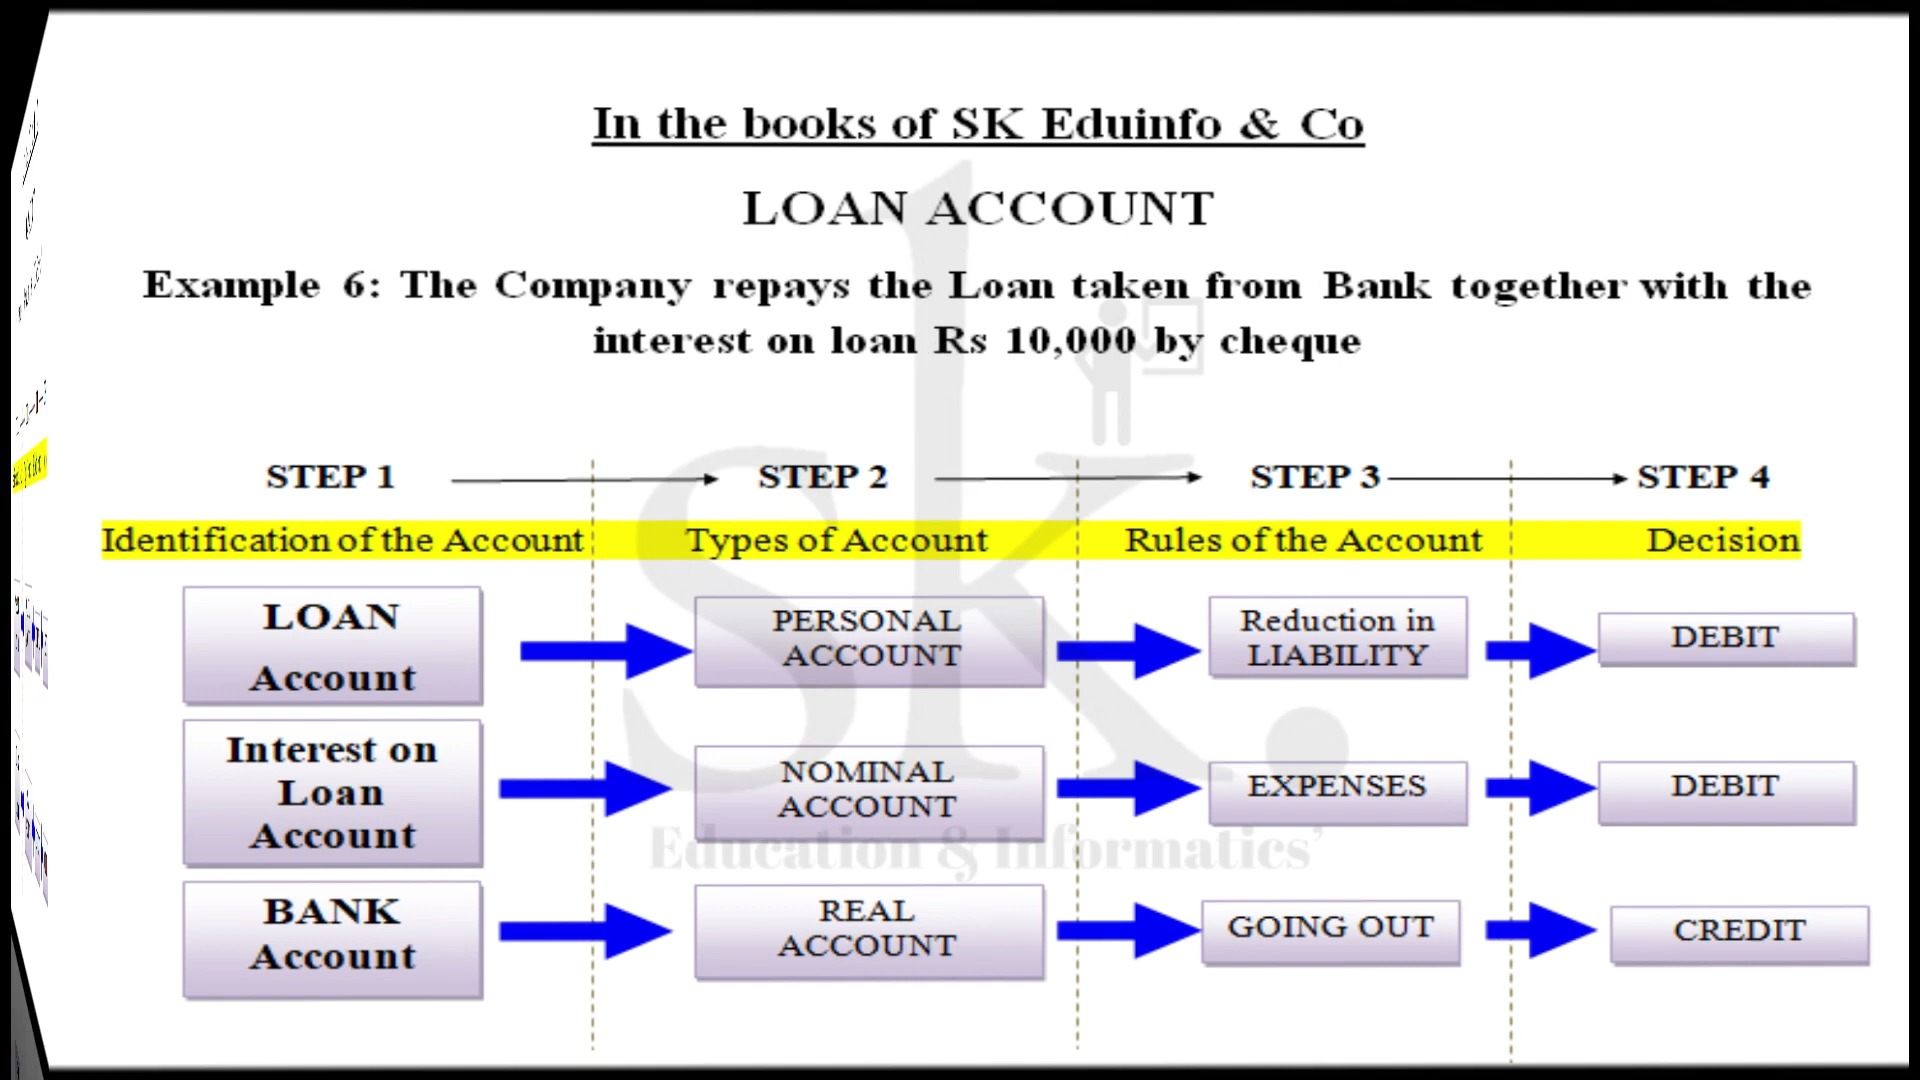 In the books of SK Eduinfo & Co
LOAN ACCOUNT
Example 6: The Company repays the Loan taken from Bank together with the
interest on loan Rs 10,000 by cheque
STEP 1
STEP 2
STEP 3
STEP 4
Identification of the Account
Types of Account
Rules of the Account
Decision
LOAN
Account
PERSONAL
ACCOUNT
Reduction in
LIABILITY
DEBIT
Interest on
Loan
Account
NOMINAL
ACCOUNT
EXPENSES
DEBIT
BANK
Account
REAL
ACCOUNT
GOING OUT
CREDIT
sk.
Education & Informatics'